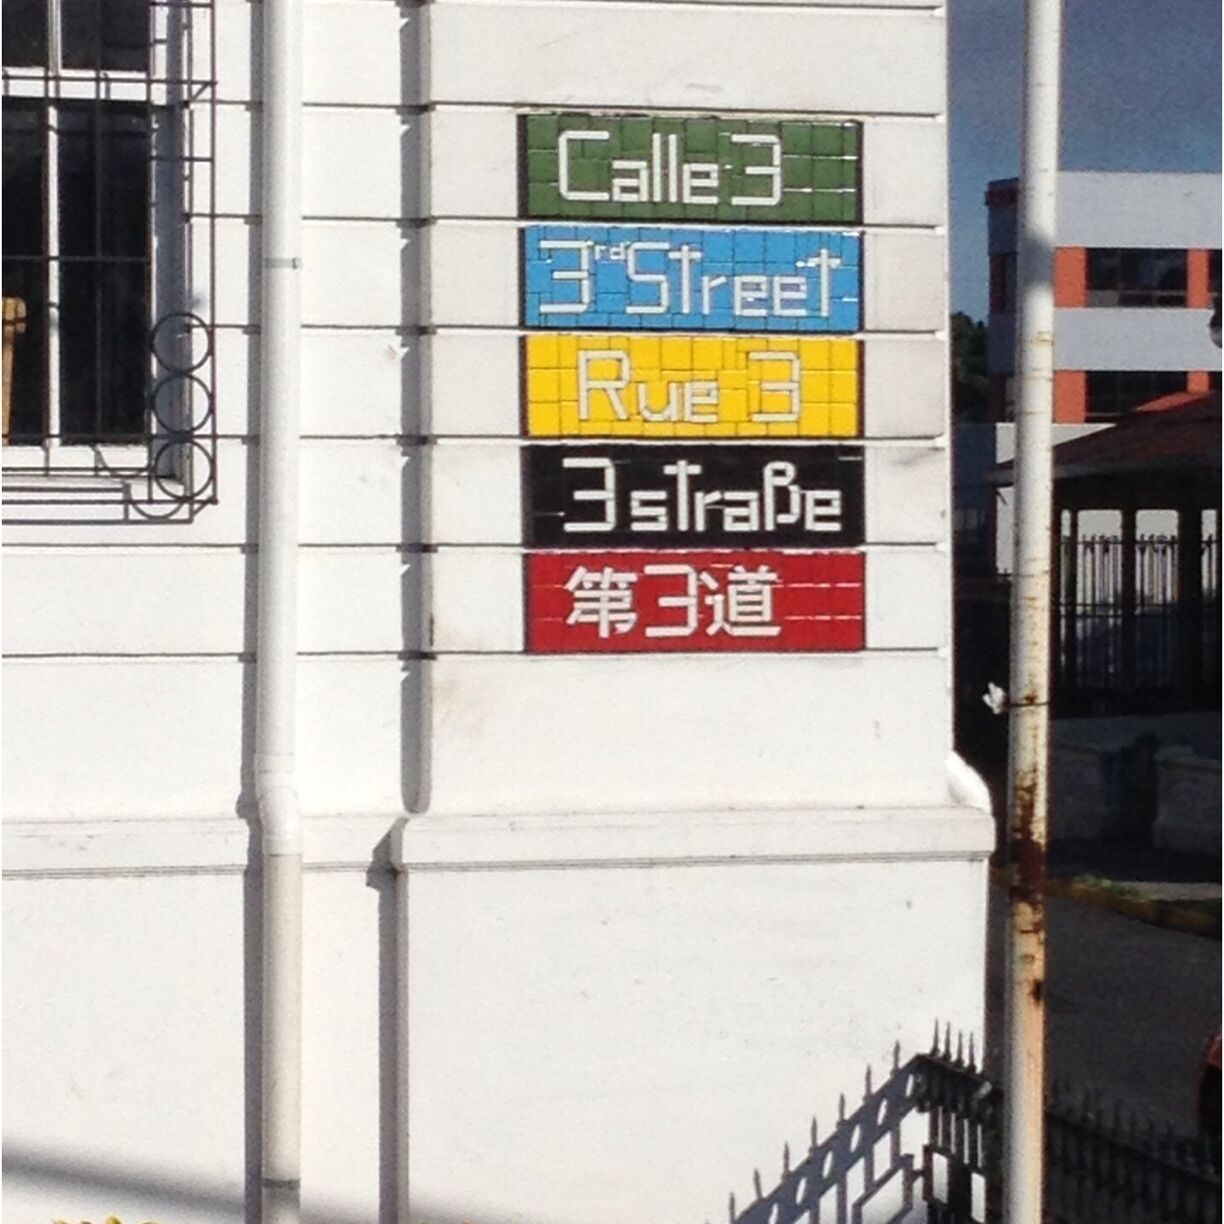 Calle 3
3rd Street
Rue 3
3 straße
第3道